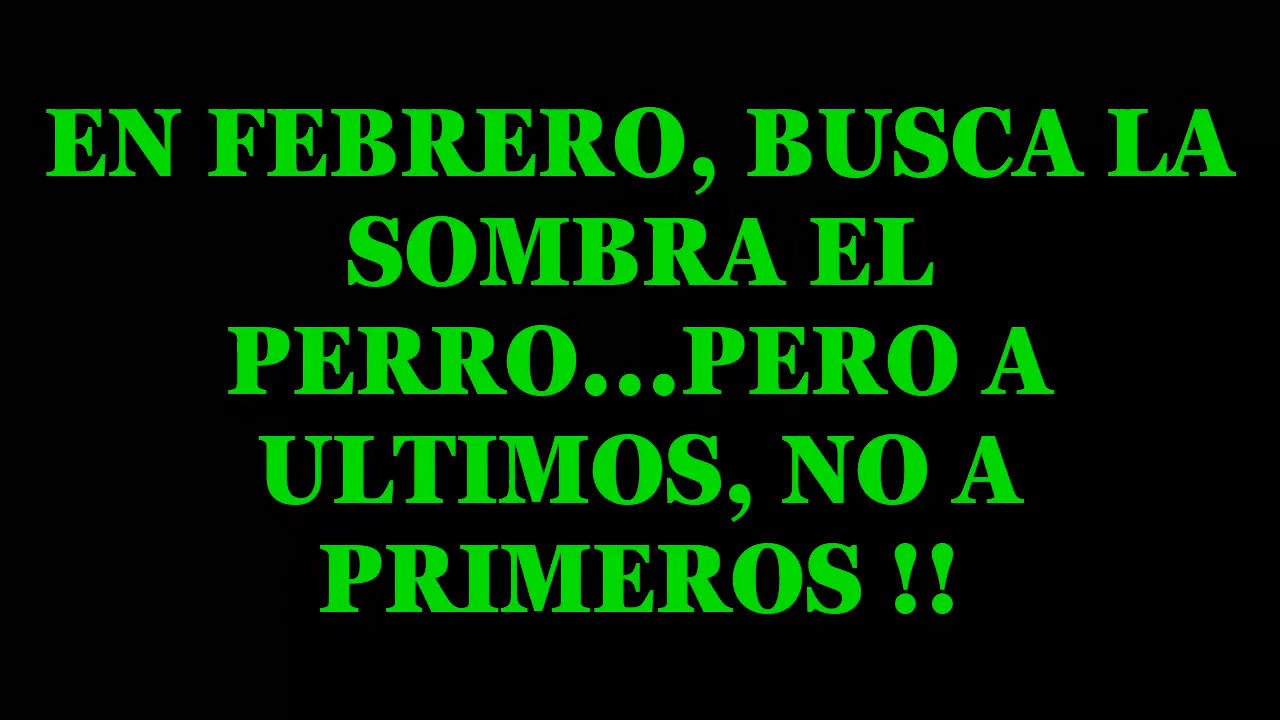 EN FEBRERO, BUSCA LA
SOMBRA EL
PERRO...PERO A
ULTIMOS, NO A
PRIMEROS !!